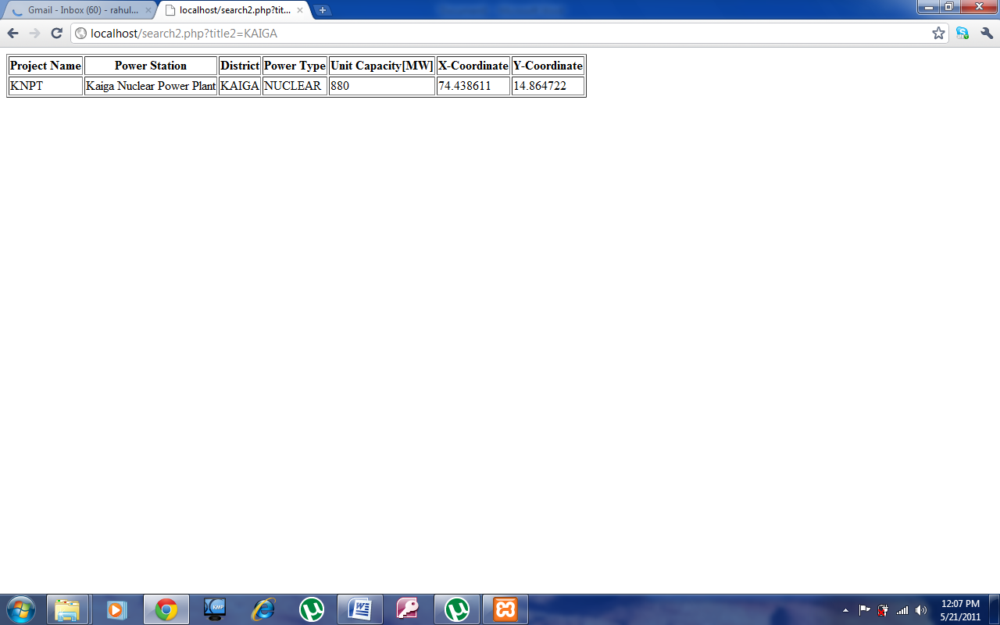 Gmail - Inbox (60) - rahul... localhost/search2.php?tit...
localhost/search2.php?title2=KAIGA
Project Name Power Station District Power Type Unit Capacity[MW] X-Coordinate Y-Coordinate
KNPT Kaiga Nuclear Power Plant KAIGA NUCLEAR 880 74.438611 14.864722
KMP
W
12:07 PM
5/21/2011